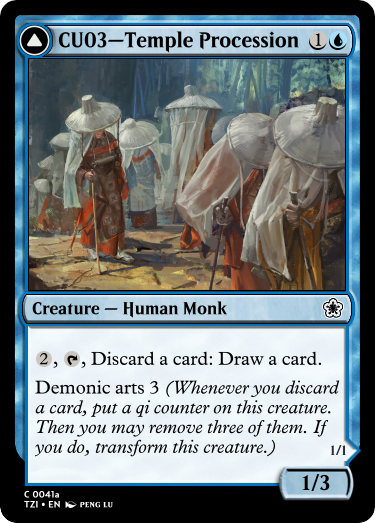 CU03—Temple Procession 1
Creature — Human Monk
2, , Discard a card: Draw a card.
Demonic arts 3 (Whenever you discard
a card, put a qi counter on this creature.
Then you may remove three of them. If
you do, transform this creature.)
1/1
1/3
C 0041a
TZI • EN PENG LU